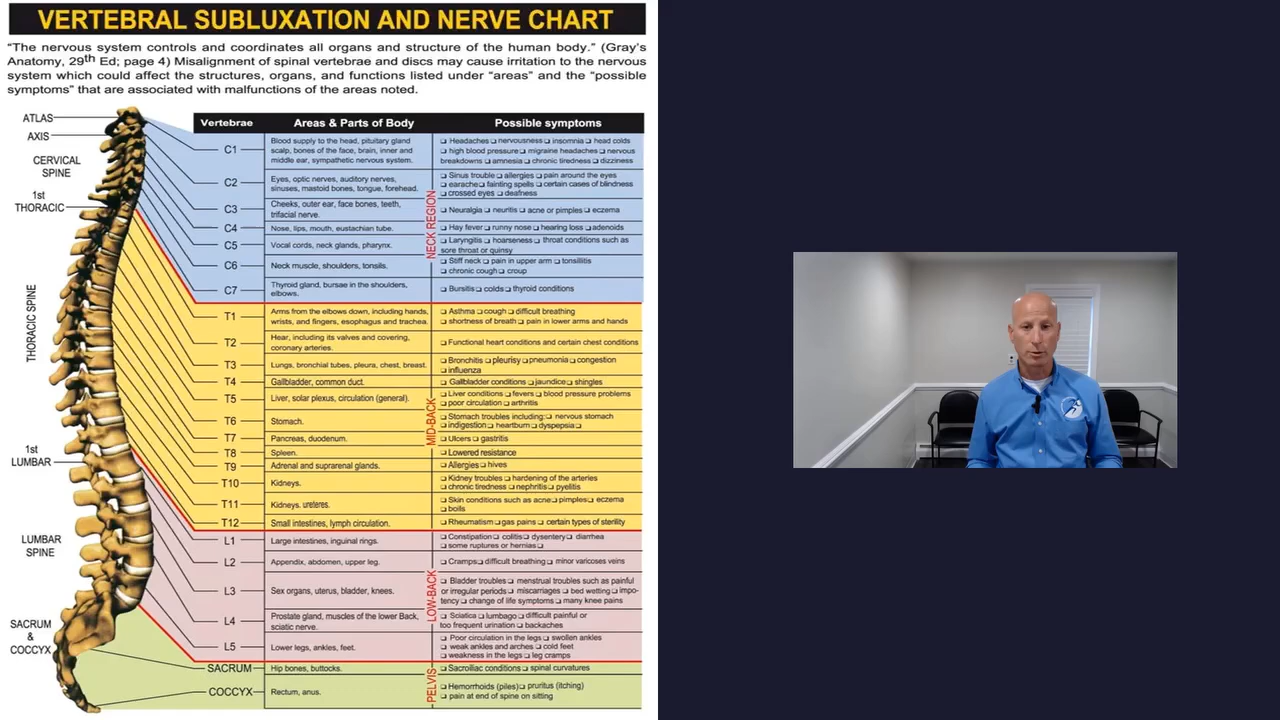 VERTEBRAL SUBLUXATION AND NERVE CHART
“The nervous system controls and coordinates all organs and structure of the human body.” (Gray's
Anatomy, 29th Ed; page 4) Misalignment of spinal vertebrae and discs may cause irritation to the nervous
system which could affect the structures, organs, and functions listed under “areas” and the “possible
symptoms” that are associated with malfunctions of the areas noted.
ATLAS
AXIS
CERVICAL
SPINE
1st
THORACIC
THORACIC SPINE
1st
LUMBAR
LUMBAR
SPINE
SACRUM
&
COCCYX
Vertebrae Areas & Parts of Body Possible symptoms
NECK REGION
C1
Blood supply to the head, pituitary gland
scalp, bones of the face, brain, inner and
middle ear, sympathetic nervous system.
❑ Headaches ❑ nervousness ❑ insomnia ❑ head colds
❑ high blood pressure ❑ migraine headaches ❑ nervous
breakdowns ❑ amnesia ❑ chronic tiredness ❑ dizziness
C2
Eyes, optic nerves, auditory nerves,
sinuses, mastoid bones, tongue, forehead.
❑ Sinus trouble ❑ allergies ❑ pain around the eyes
❑ earache ❑ fainting spells ❑ certain cases of blindness
❑ crossed eyes ❑ deafness
C3
Cheeks, outer ear, face bones, teeth,
trifacial nerve.
❑ Neuralgia ❑ neuritis ❑ acne or pimples ❑ eczema
C4
Nose, lips, mouth, eustachian tube.
❑ Hay fever ❑ runny nose ❑ hearing loss ❑ adenoids
C5
Vocal cords, neck glands, pharynx.
❑ Laryngitis ❑ hoarseness ❑ throat conditions such as
sore throat or quinsy
C6
Neck muscle, shoulders, tonsils.
❑ Stiff neck ❑ pain in upper arm ❑ tonsillitis
❑ chronic cough ❑ croup
C7
Thyroid gland, bursae in the shoulders,
elbows.
❑ Bursitis ❑ colds ❑ thyroid conditions
MID-BACK
T1
Arms from the elbows down, including hands,
wrists, and fingers, esophagus and trachea.
❑ Asthma ❑ cough ❑ difficult breathing
❑ shortness of breath ❑ pain in lower arms and hands
T2
Hear, including its valves and covering,
coronary arteries.
❑ Functional heart conditions and certain chest conditions
T3
Lungs, bronchial tubes, pleura, chest, breast.
❑ Bronchitis ❑ pleurisy ❑ pneumonia ❑ congestion
❑ influenza
T4
Gallbladder, common duct.
❑ Gallbladder conditions ❑ jaundice ❑ shingles
T5
Liver, solar plexus, circulation (general).
❑ Liver conditions ❑ fevers ❑ blood pressure problems
❑ poor circulation ❑ arthritis
T6
Stomach.
❑ Stomach troubles including: ❑ nervous stomach
❑ indigestion ❑ heartburn ❑ dyspepsia ❑
T7
Pancreas, duodenum.
❑ Ulcers ❑ gastritis
T8
Spleen.
❑ Lowered resistance
T9
Adrenal and suprarenal glands.
❑ Allergies ❑ hives
T10
Kidneys.
❑ Kidney troubles ❑ hardening of the arteries
❑ chronic tiredness ❑ nephritis ❑ pyelitis
T11
Kidneys. ureteres.
❑ Skin conditions such as acne ❑ pimples ❑ eczema
❑ boils
T12
Small intestines, lymph circulation.
❑ Rheumatism ❑ gas pains ❑ certain types of sterility
LOW-BACK
L1
Large intestines, inguinal rings.
❑ Constipation ❑ colitis ❑ dysentery ❑ diarrhea
❑ some ruptures or hernias ❑
L2
Appendix, abdomen, upper leg.
❑ Cramps ❑ difficult breathing ❑ minor varicoses veins
L3
Sex organs, uterus, bladder, knees.
❑ Bladder troubles ❑ menstrual troubles such as painful
or irregular periods ❑ miscarriages ❑ bed wetting ❑ impo-
tency ❑ change of life symptoms ❑ many knee pains
L4
Prostate gland, muscles of the lower Back,
sciatic nerve.
❑ Sciatica ❑ lumbago ❑ difficult painful or
too frequent urination ❑ backaches
L5
Lower legs, ankles, feet.
❑ Poor circulation in the legs ❑ swollen ankles
❑ weak ankles and arches ❑ cold feet
❑ weakness in the legs ❑ leg cramps
PELVIS
SACRUM
Hip bones, buttocks.
❑ Sacroiliac conditions ❑ spinal curvatures
COCCYX
Rectum, anus.
❑ Hemorrhoids (piles) ❑ pruritus (itching)
❑ pain at end of spine on sitting